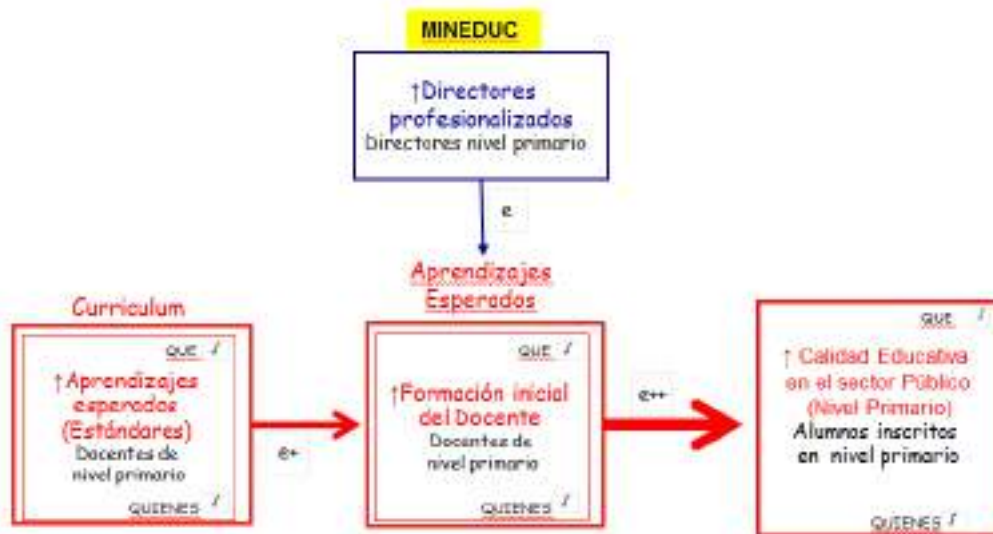 MINEDUC
↑Directores
profesionalizados
Directores nivel primario
e
Aprendizajes
Esperados
Curriculum
QUE √
↑Aprendizajes
esperados
(Estándares)
Docentes de
nivel primario
QUIENES √
e+
QUE √
↑Formación inicial
del Docente
Docentes de
nivel primario
QUIENES √
e++
QUE √
↑ Calidad Educativa
en el sector Público
(Nivel Primario)
Alumnos inscritos
en nivel primario
QUIENES √